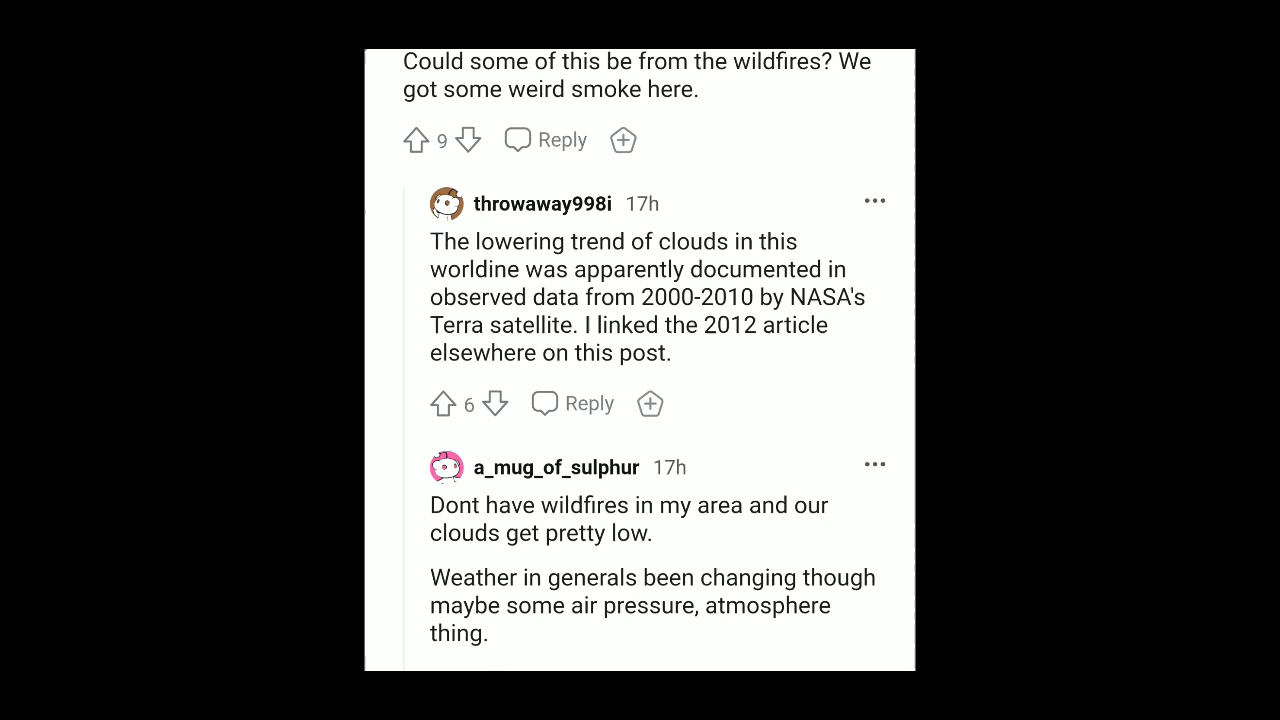 Could some of this be from the wildfires? We
got some weird smoke here.
9 Reply
throwaway998i 17h
The lowering trend of clouds in this
worldine was apparently documented in
observed data from 2000-2010 by NASA's
Terra satellite. I linked the 2012 article
elsewhere on this post.
6 Reply
a_mug_of_sulphur 17h
Dont have wildfires in my area and our
clouds get pretty low.
Weather in generals been changing though
maybe some air pressure, atmosphere
thing.